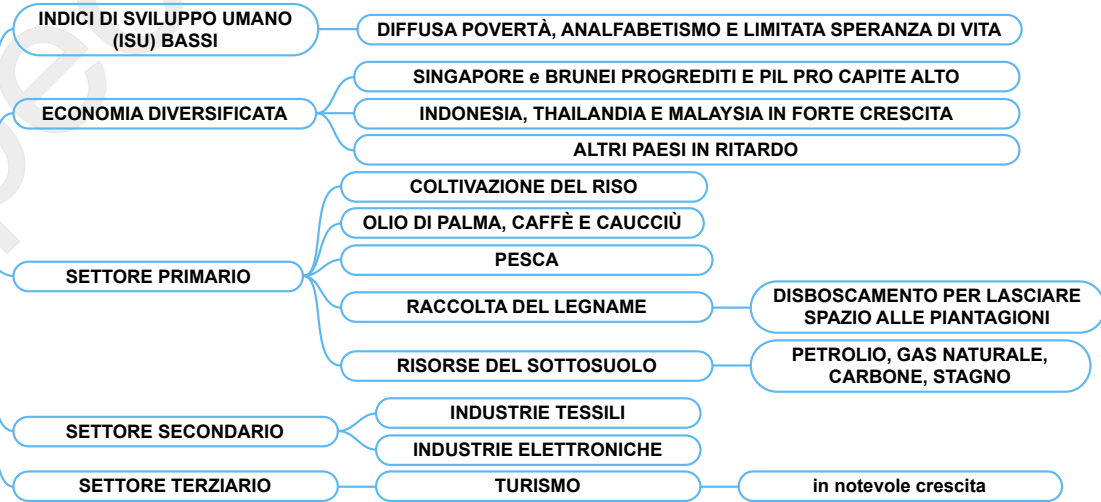 INDICI DI SVILUPPO UMANO
(ISU) BASSI
DIFFUSA POVERTÀ, ANALFABETISMO E LIMITATA SPERANZA DI VITA
ECONOMIA DIVERSIFICATA
SINGAPORE e BRUNEI PROGREDITI E PIL PRO CAPITE ALTO
INDONESIA, THAILANDIA E MALAYSIA IN FORTE CRESCITA
ALTRI PAESI IN RITARDO
SETTORE PRIMARIO
COLTIVAZIONE DEL RISO
OLIO DI PALMA, CAFFÈ E CAUCCIÙ
PESCA
RACCOLTA DEL LEGNAME
DISBOSCAMENTO PER LASCIARE
SPAZIO ALLE PIANTAGIONI
RISORSE DEL SOTTOSUOLO
PETROLIO, GAS NATURALE,
CARBONE, STAGNO
SETTORE SECONDARIO
INDUSTRIE TESSILI
INDUSTRIE ELETTRONICHE
SETTORE TERZIARIO
TURISMO
in notevole crescita